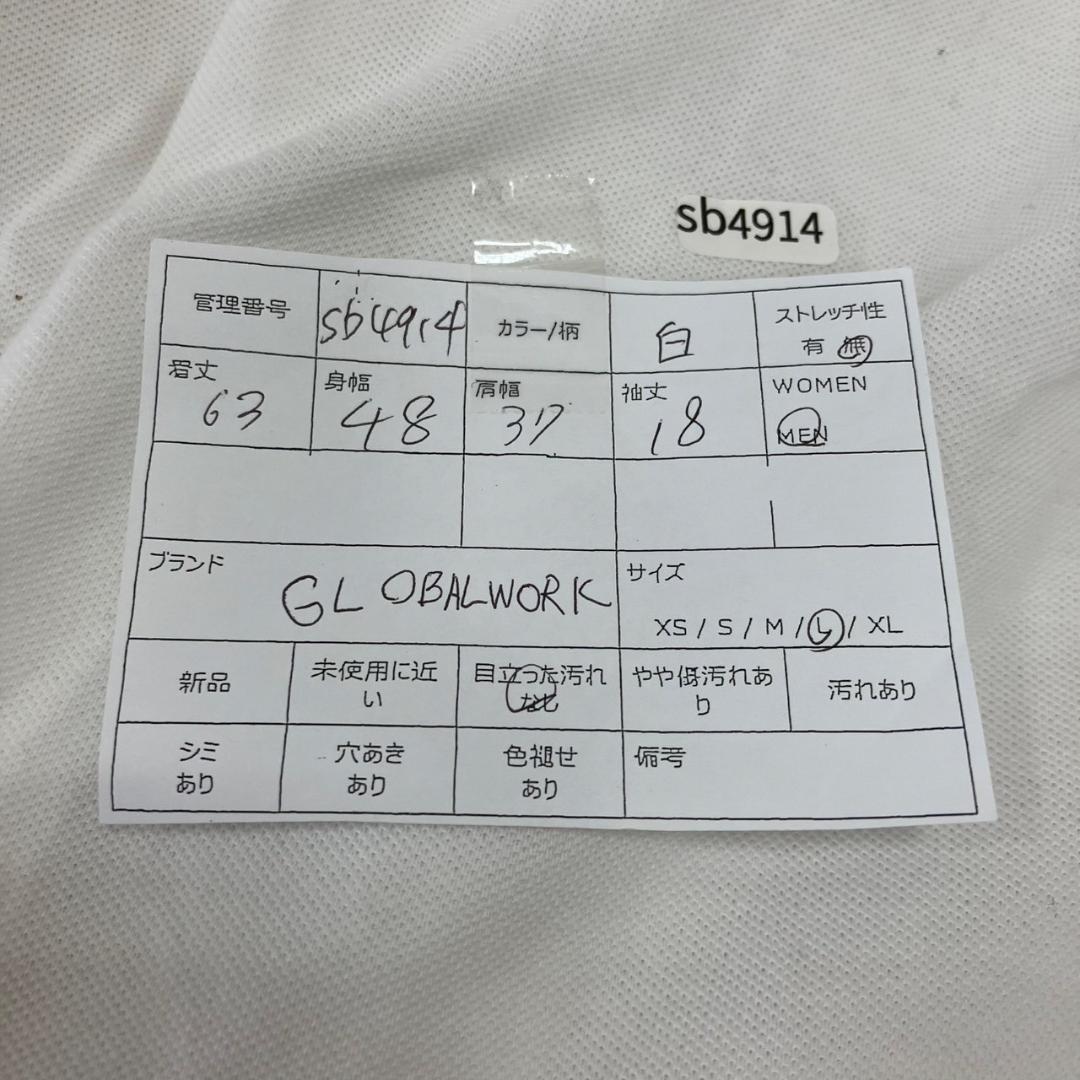 sb4914
管理番号 sb4914 カラー/柄 白 ストレッチ性
有 無
着丈 身幅 肩幅 袖丈 WOMEN
63 48 37 18 MEN
ブランド サイズ
GLOBALWORK XS / S / M / L / XL
新品 未使用に近 目立った汚れ やや低汚れあ 汚れあり
い なし り
シミ 穴あき 色褪せ 備考
あり あり あり